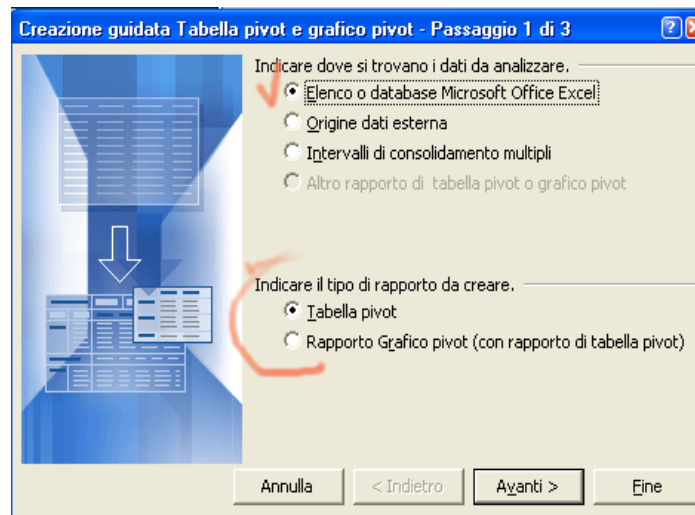 Creazione guidata Tabella pivot e grafico pivot - Passaggio 1 di 3
Indicare dove si trovano i dati da analizzare.
Elenco o database Microsoft Office Excel
Origine dati esterna
Intervalli di consolidamento multipli
Altro rapporto di tabella pivot o grafico pivot
Indicare il tipo di rapporto da creare.
Tabella pivot
Rapporto Grafico pivot (con rapporto di tabella pivot)
Annulla
< Indietro
Avanti >
Fine